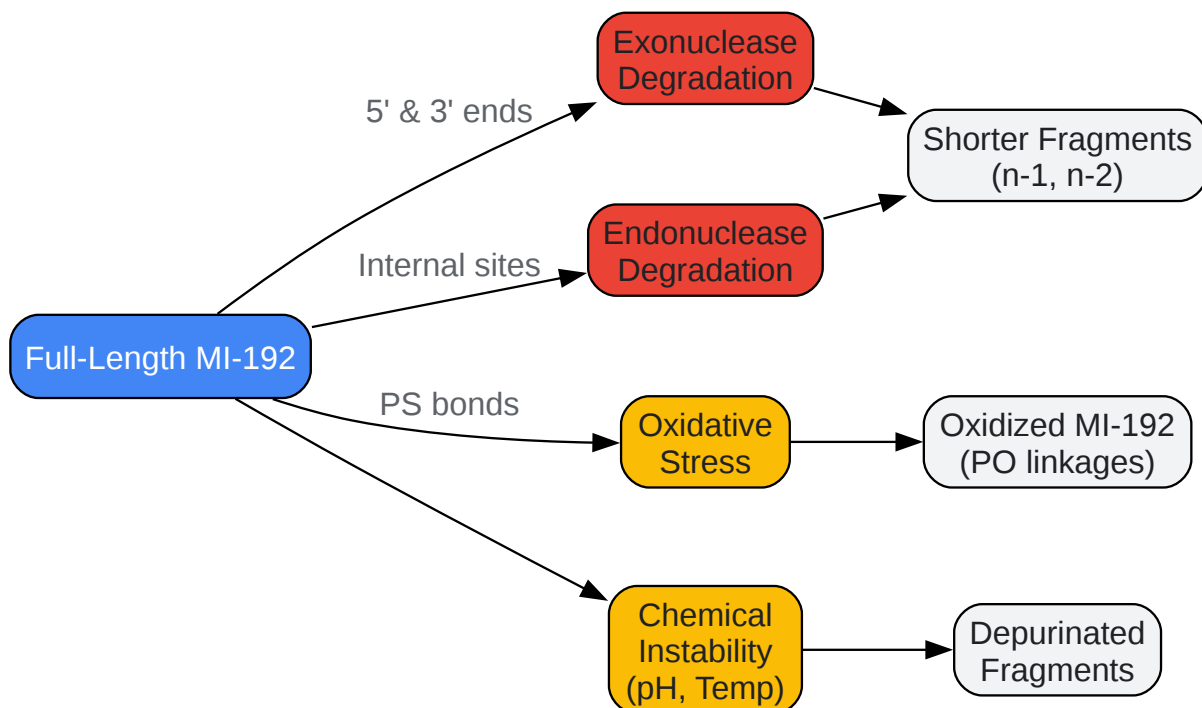 Exonuclease
Degradation
5' & 3' ends
Shorter Fragments
(n-1, n-2)
Endonuclease
Degradation
Internal sites
Full-Length MI-192
PS bonds
Oxidative
Stress
Oxidized MI-192
(PO linkages)
Chemical
Instability
(pH, Temp)
Depurinated
Fragments